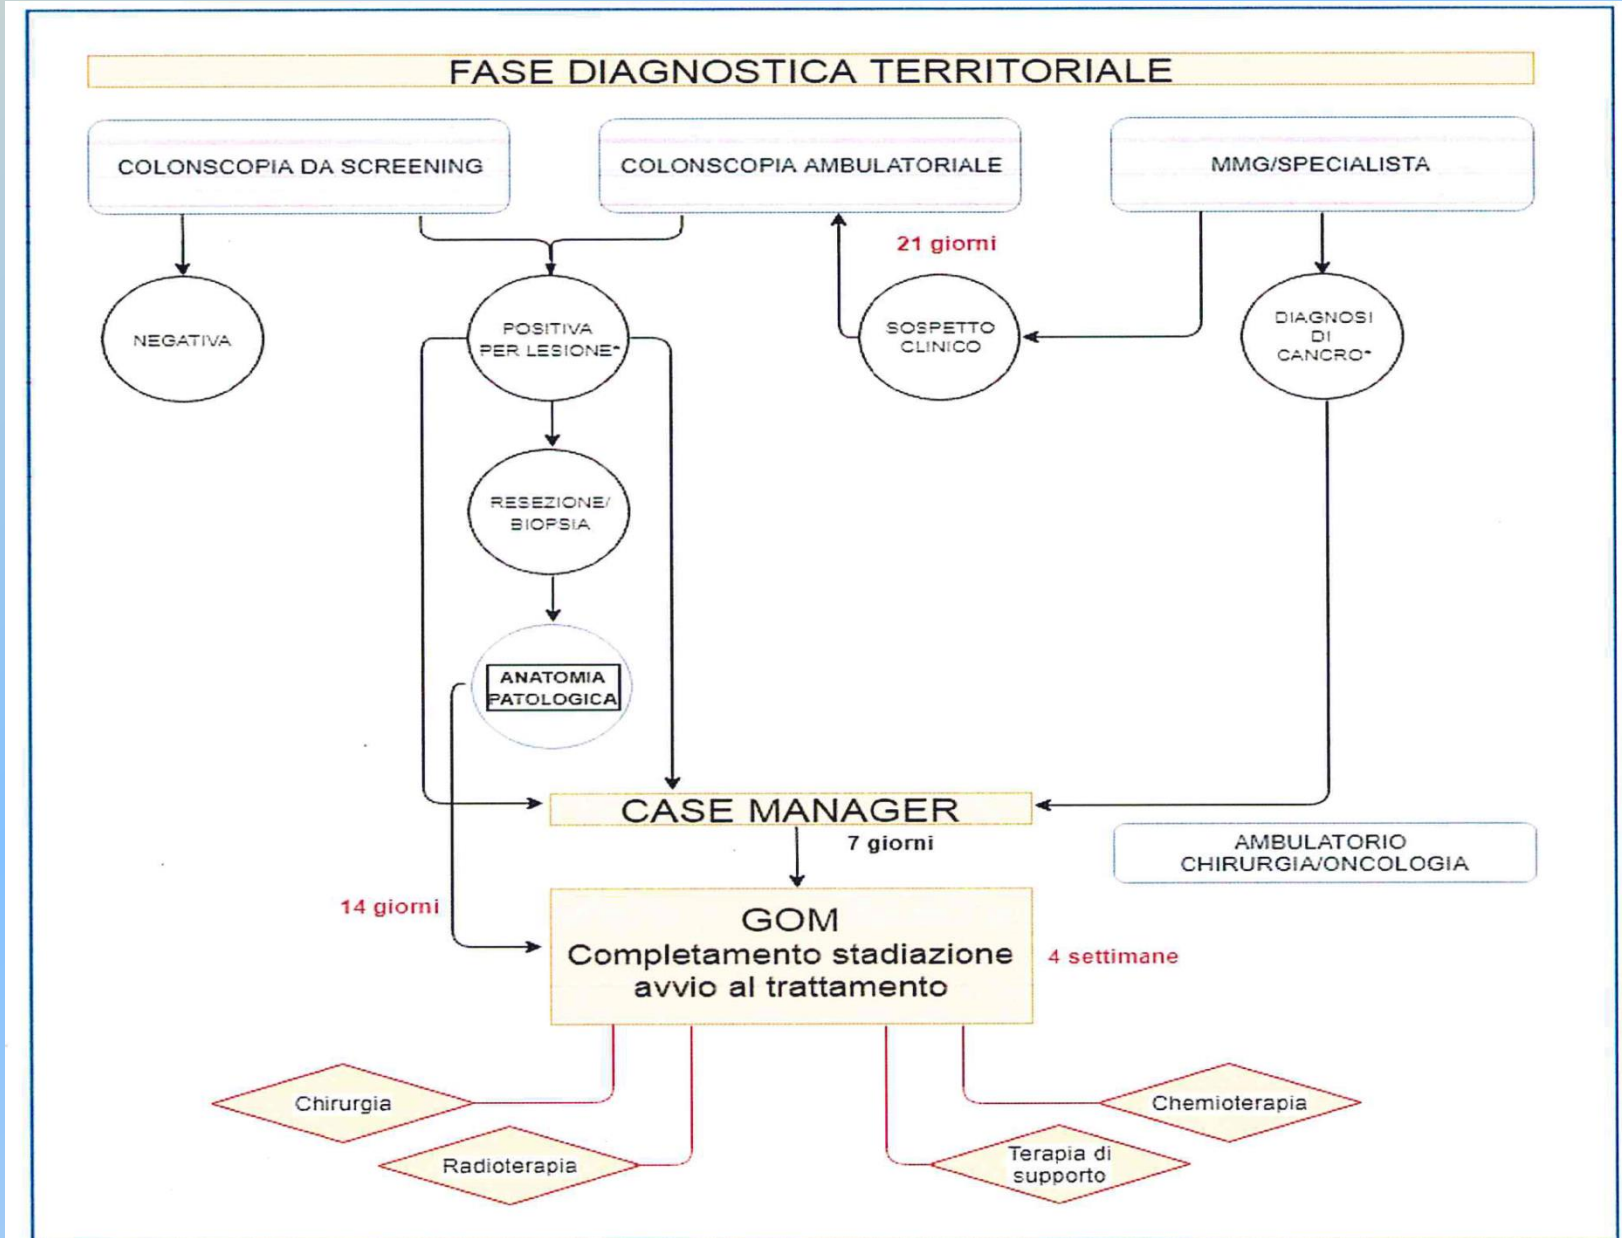 FASE DIAGNOSTICA TERRITORIALE
COLONSCOPIA DA SCREENING
COLONSCOPIA AMBULATORIALE
MMG/SPECIALISTA
21 giorni
NEGATIVA
POSITIVA
PER LESIONE*
SOSPETTO
CLINICO
DIAGNOSI
DI
CANCRO*
RESEZIONE/
BIOPSIA
ANATOMIA
PATOLOGICA
CASE MANAGER
7 giorni
AMBULATORIO
CHIRURGIA/ONCOLOGIA
14 giorni
GOM
Completamento stadiazione
avvio al trattamento
4 settimane
Chirurgia
Chemioterapia
Radioterapia
Terapia di
supporto